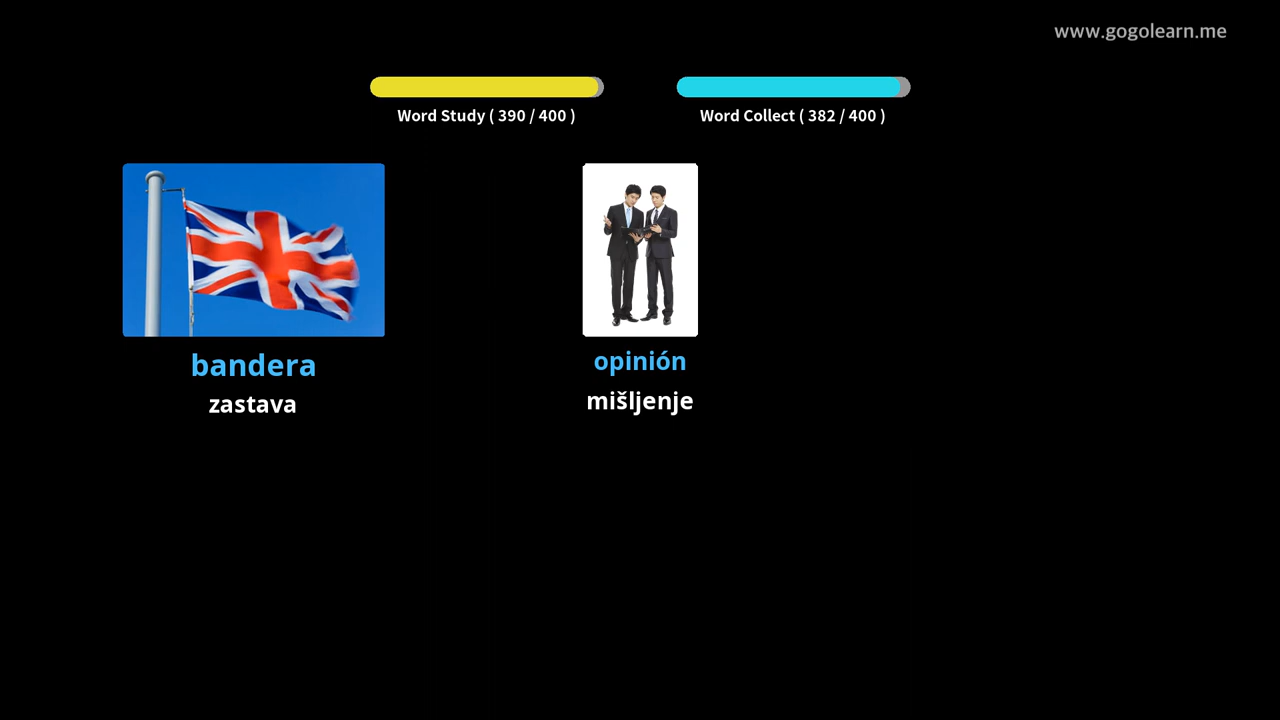 www.gogolearn.me
Word Study ( 390 / 400 )
Word Collect ( 382 / 400 )
bandera
zastava
opinión
mišljenje